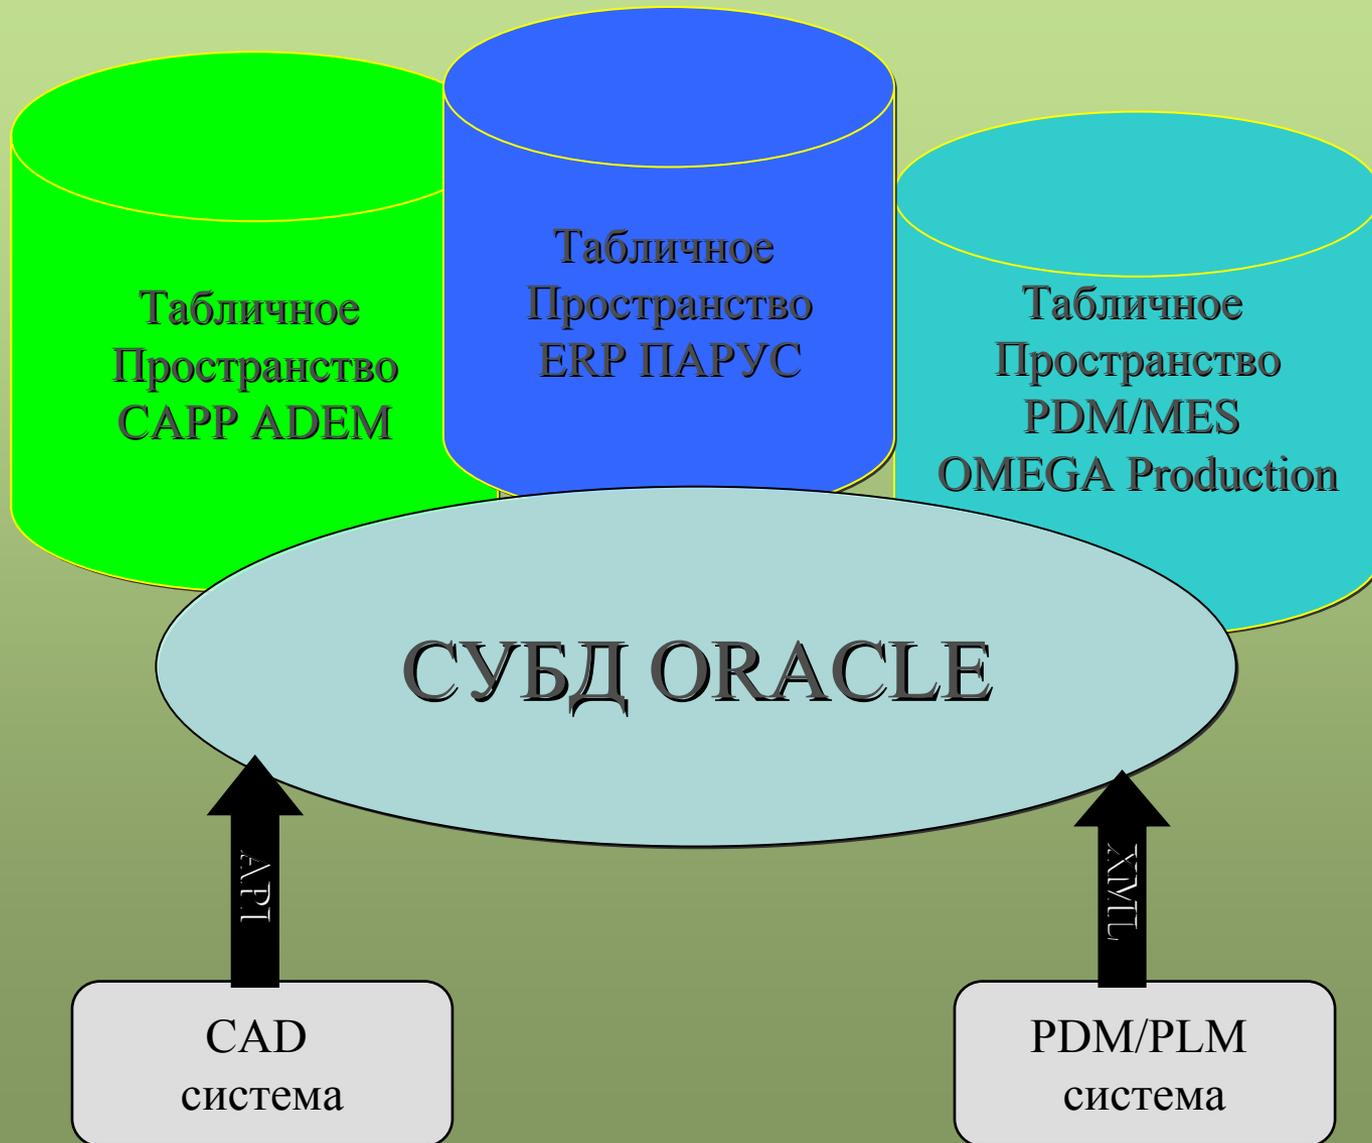 Табличное
Пространство
CAPP ADEM
Табличное
Пространство
ERP ПАРУС
Табличное
Пространство
PDM/MES
OMEGA Production
СУБД ORACLE
API
XML
CAD
система
PDM/PLM
система